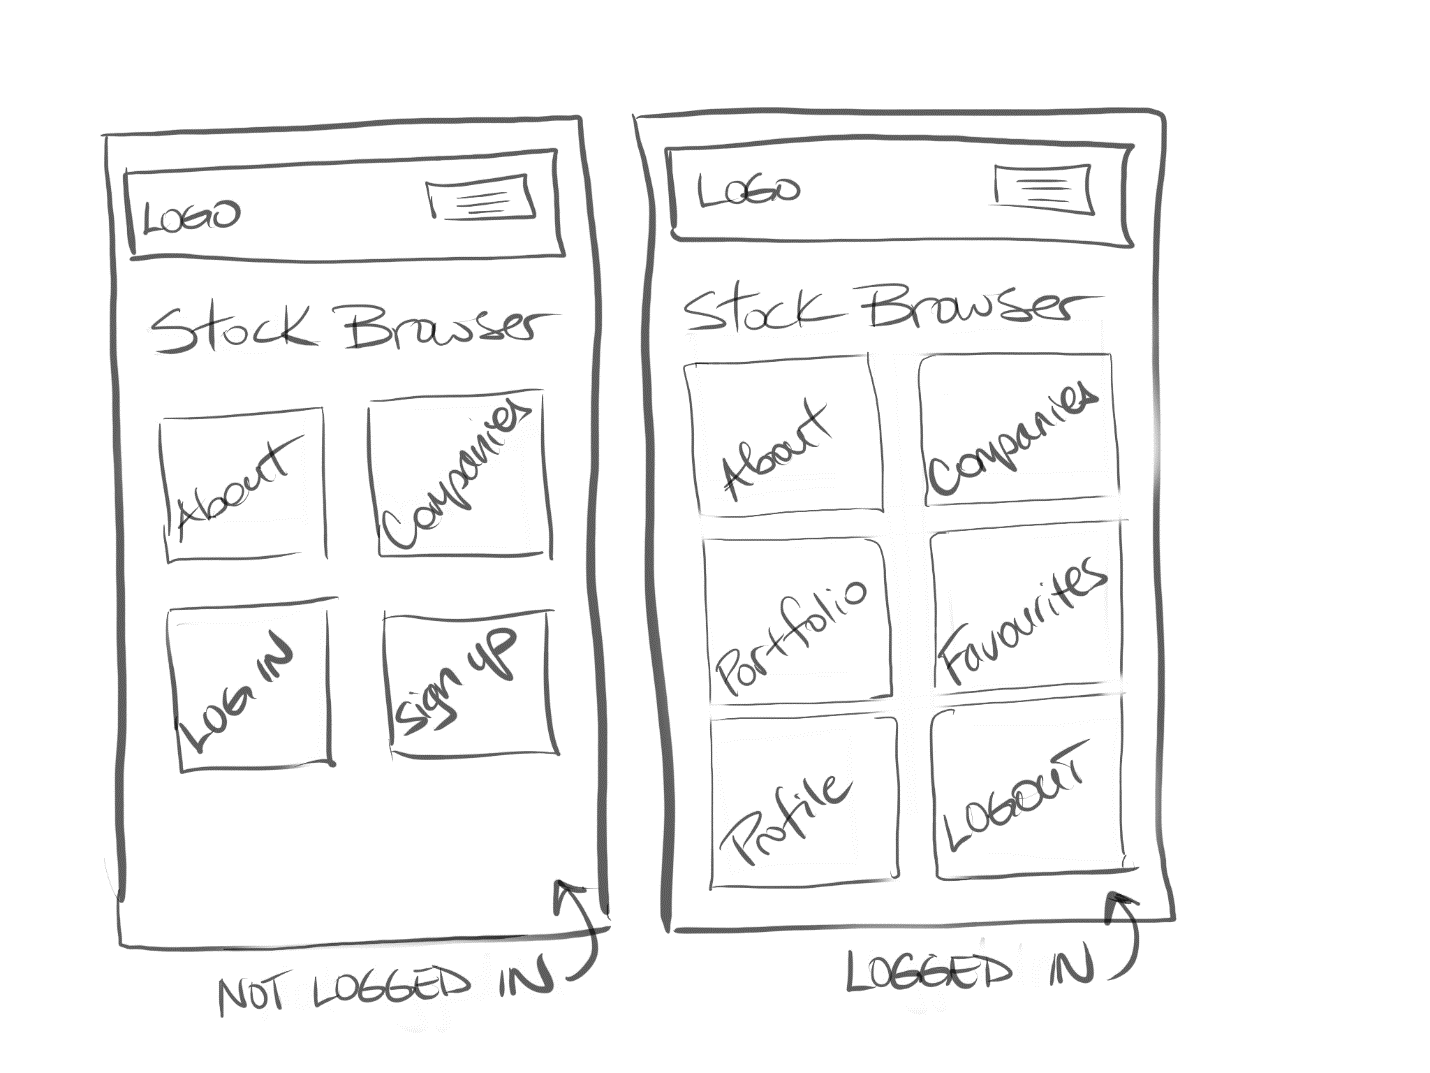 LOGO
Stock Browser
About
Companies
LOG IN
Sign up
NOT LOGGED IN
LOGO
Stock Browser
About
Companies
Portfolio
Favourites
Profile
LOGOUT
LOGGED IN